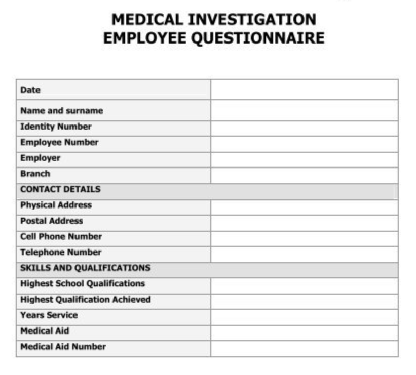 MEDICAL INVESTIGATION
EMPLOYEE QUESTIONNAIRE
Date
Name and surname
Identity Number
Employee Number
Employer
Branch
CONTACT DETAILS
Physical Address
Postal Address
Cell Phone Number
Telephone Number
SKILLS AND QUALIFICATIONS
Highest School Qualifications
Highest Qualification Achieved
Years Service
Medical Aid
Medical Aid Number